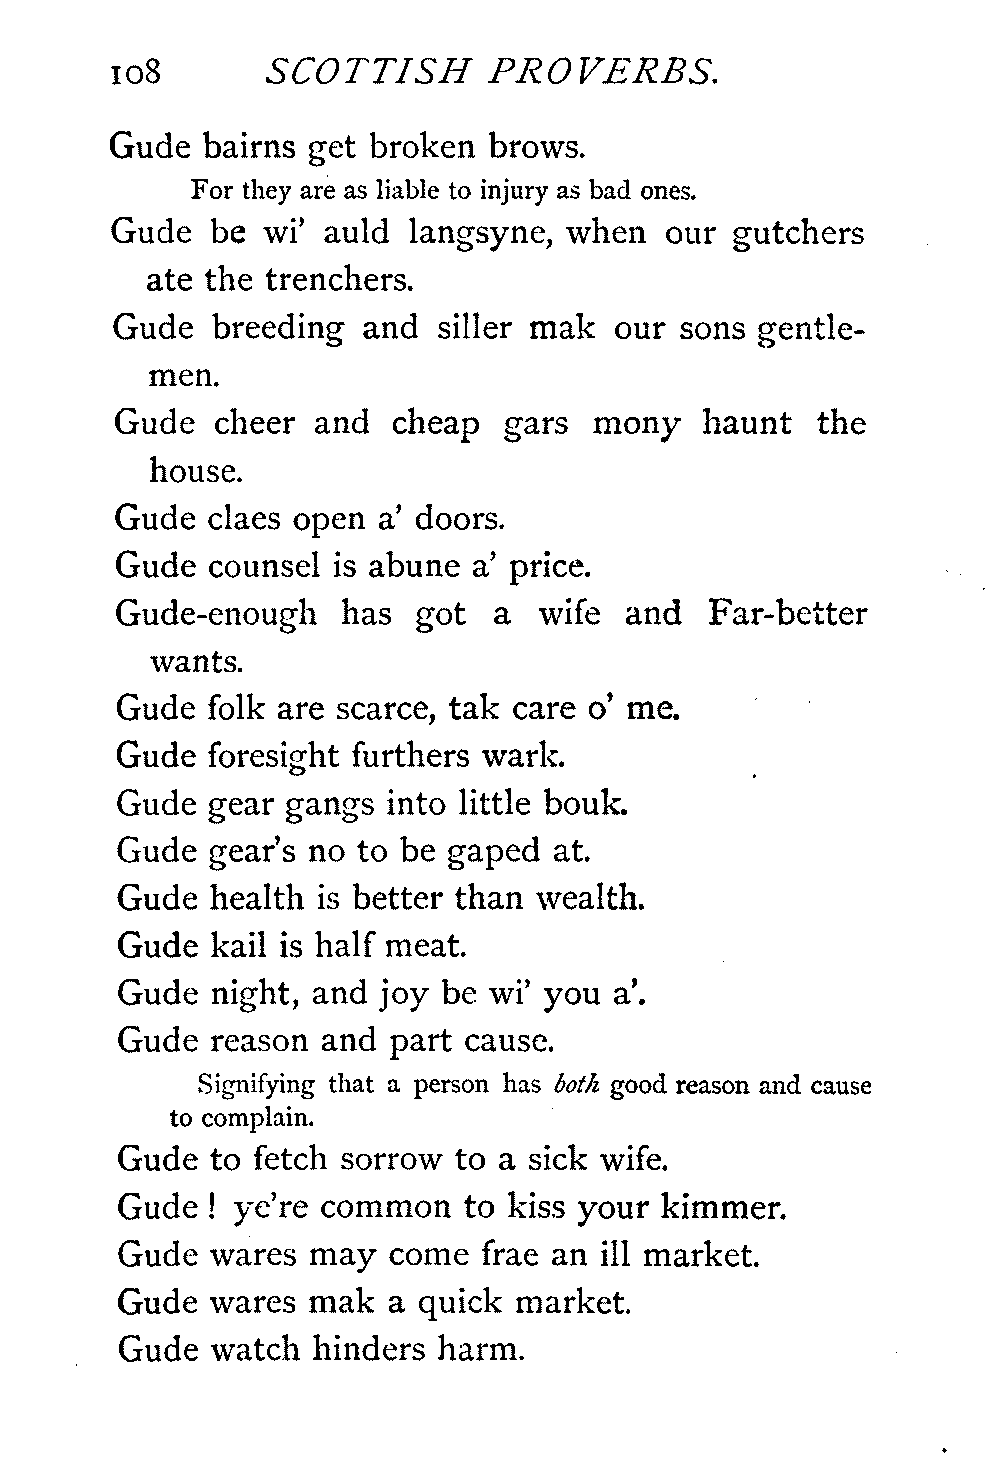 108 SCOTTISH PROVERBS.
Gude bairns get broken brows.
For they are as liable to injury as bad ones.
Gude be wi' auld langsyne, when our gutchers
ate the trenchers.
Gude breeding and siller mak our sons gentle-
men.
Gude cheer and cheap gars mony haunt the
house.
Gude claes open a' doors.
Gude counsel is abune a' price.
Gude-enough has got a wife and Far-better
wants.
Gude folk are scarce, tak care o' me.
Gude foresight furthers wark.
Gude gear gangs into little bouk.
Gude gear's no to be gaped at.
Gude health is better than wealth.
Gude kail is half meat.
Gude night, and joy be wi' you a'.
Gude reason and part cause.
Signifying that a person has both good reason and cause
to complain.
Gude to fetch sorrow to a sick wife.
Gude ! ye're common to kiss your kimmer.
Gude wares may come frae an ill market.
Gude wares mak a quick market.
Gude watch hinders harm.